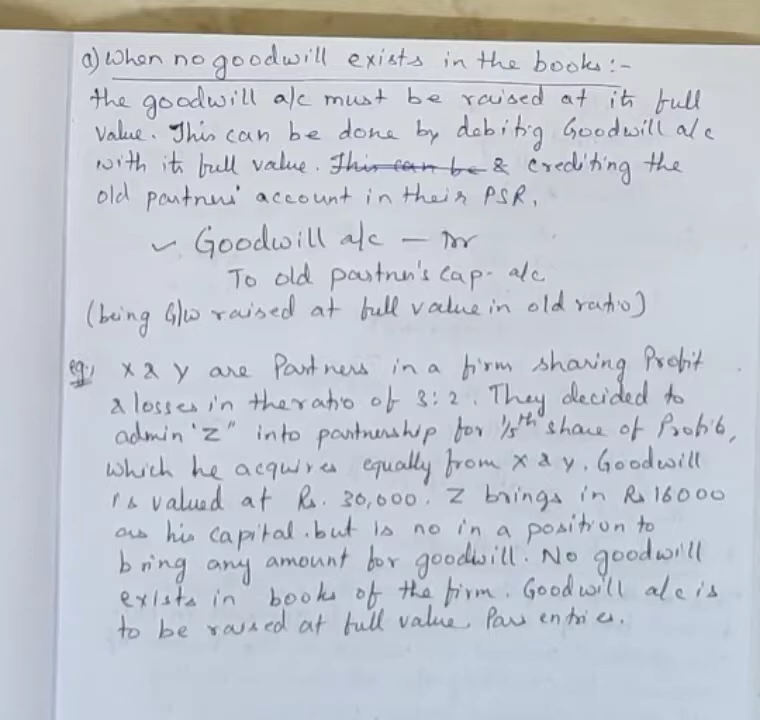 a) When no goodwill exists in the books:-
the goodwill a/c must be raised at its full
value. This can be done by debiting Goodwill a/c
with its full value. This can be & crediting the
old partners' account in their PSR.
✓ Goodwill a/c — Dr
To old partner's cap- a/c
(being G/w raised at full value in old ratio)
eg:) X & Y are Partners in a firm sharing Profit
& losses in the ratio of 3:2. They decided to
admin 'Z" into partnership for 1/5th share of Profit,
which he acquires equally from X & Y. Goodwill
is valued at Rs. 30,000. Z brings in Rs 16000
as his capital. but is no in a position to
bring any amount for goodwill. No goodwill
exists in books of the firm. Goodwill a/c is
to be raised at full value. Pass entries.